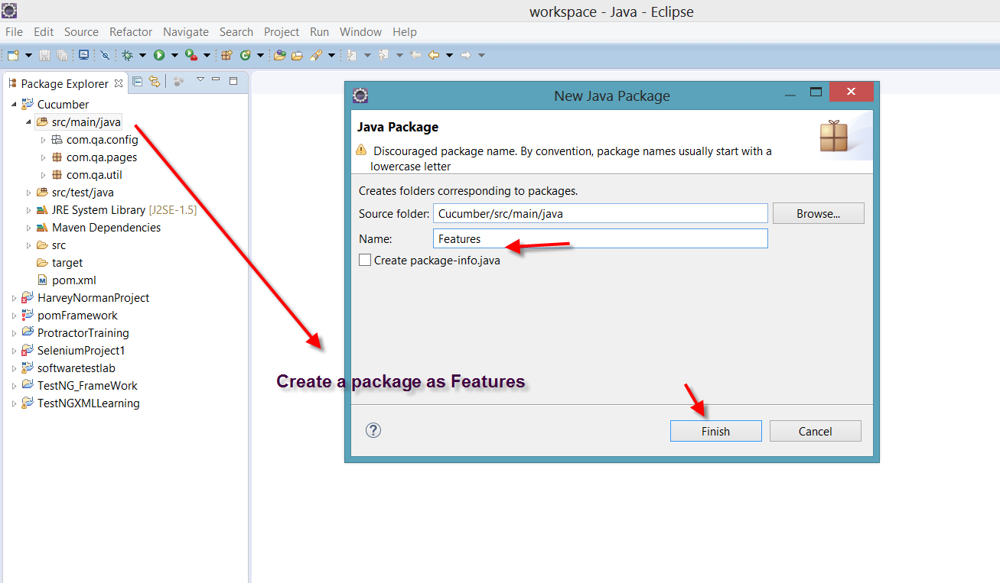 workspace - Java - Eclipse
File Edit Source Refactor Navigate Search Project Run Window Help
Package Explorer
Cucumber
src/main/java
com.qa.config
com.qa.pages
com.qa.util
src/test/java
JRE System Library [J2SE-1.5]
Maven Dependencies
src
target
pom.xml
HarveyNormanProject
pomFramework
ProtractorTraining
SeleniumProject1
softwaretestlab
TestNG_FrameWork
TestNGXMLLearning
New Java Package
Java Package
Discouraged package name. By convention, package names usually start with a
lowercase letter
Creates folders corresponding to packages.
Source folder: Cucumber/src/main/java Browse...
Name: Features
Create package-info.java
Create a package as Features
? Finish Cancel